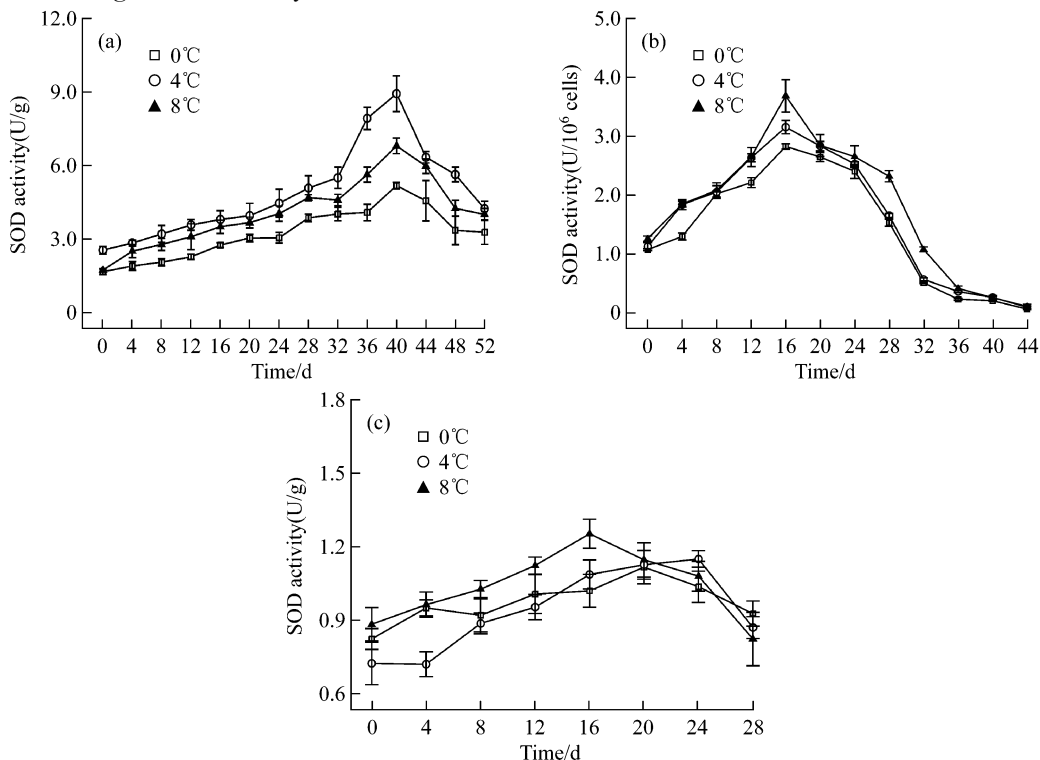 (a)
0℃
4℃
8℃
12.0
9.0
6.0
3.0
0
SOD activity(U/g)
0 4 8 12 16 20 24 28 32 36 40 44 48 52
Time/d
(b)
0℃
4℃
8℃
5.0
4.0
3.0
2.0
1.0
0
SOD activity(U/10⁶ cells)
0 4 8 12 16 20 24 28 32 36 40 44
Time/d
(c)
0℃
4℃
8℃
1.8
1.5
1.2
0.9
0.6
SOD activity(U/g)
0 4 8 12 16 20 24 28
Time/d